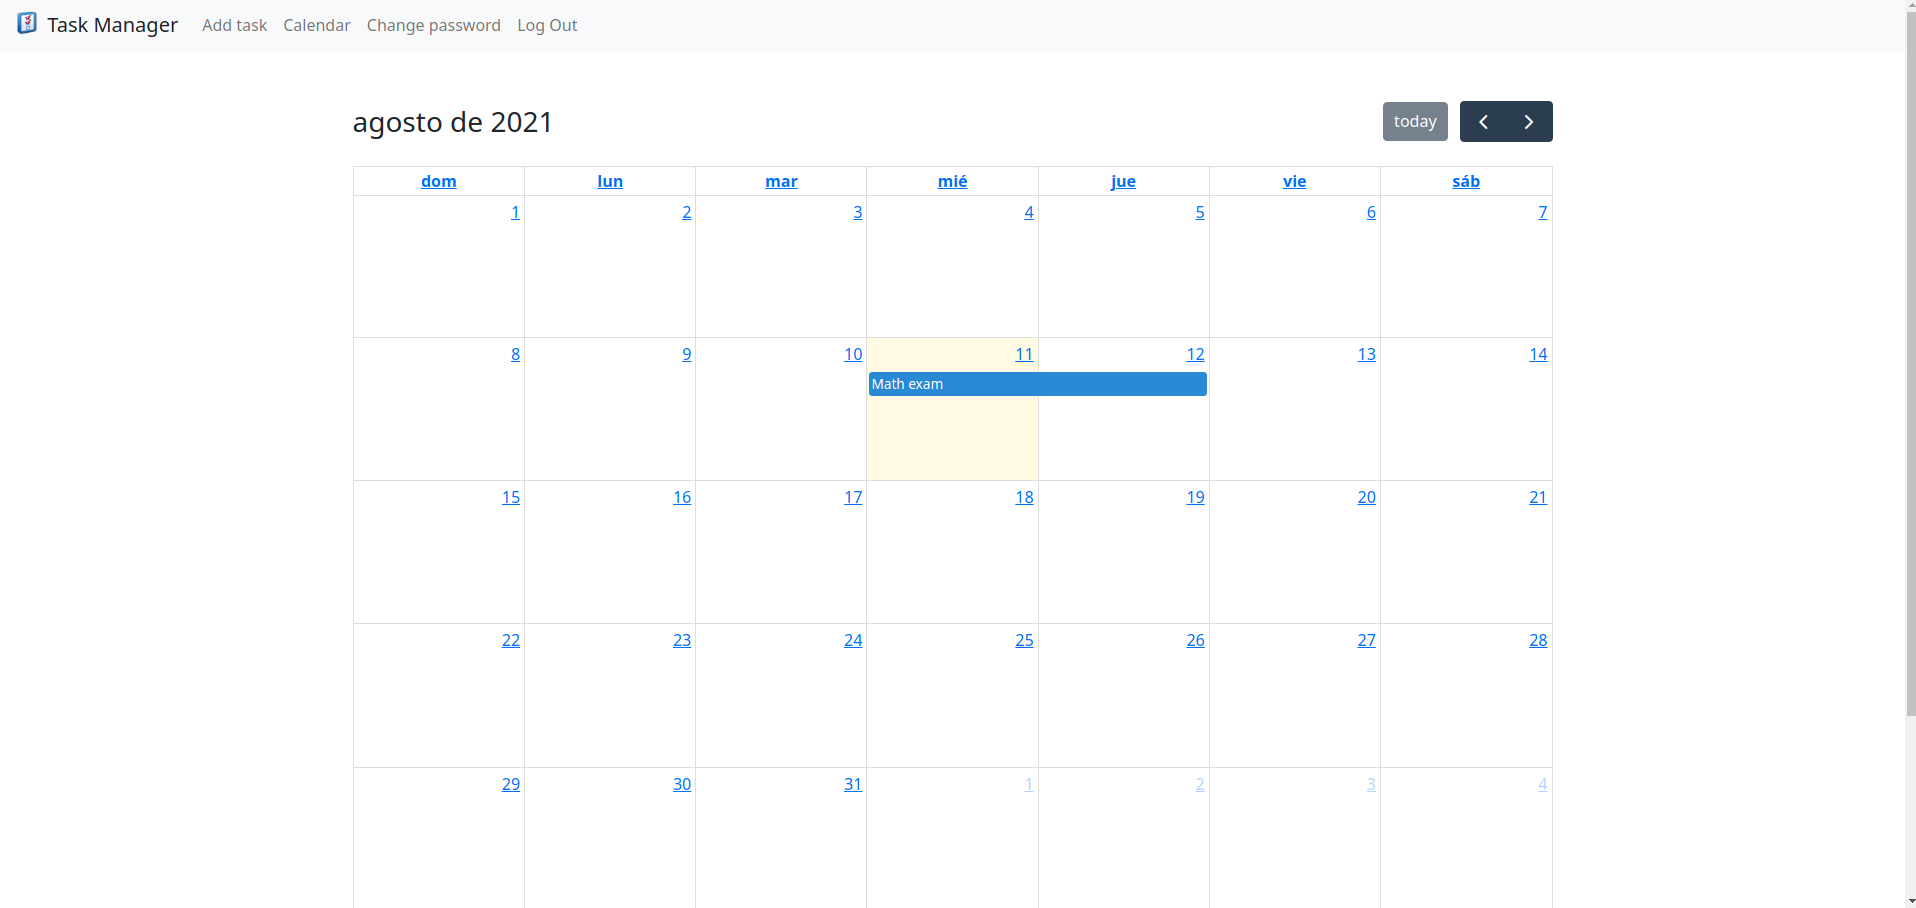 Task Manager Add task Calendar Change password Log Out
agosto de 2021 today
dom lun mar mié jue vie sáb
1 2 3 4 5 6 7
8 9 10 11 12 13 14
Math exam
15 16 17 18 19 20 21
22 23 24 25 26 27 28
29 30 31 1 2 3 4